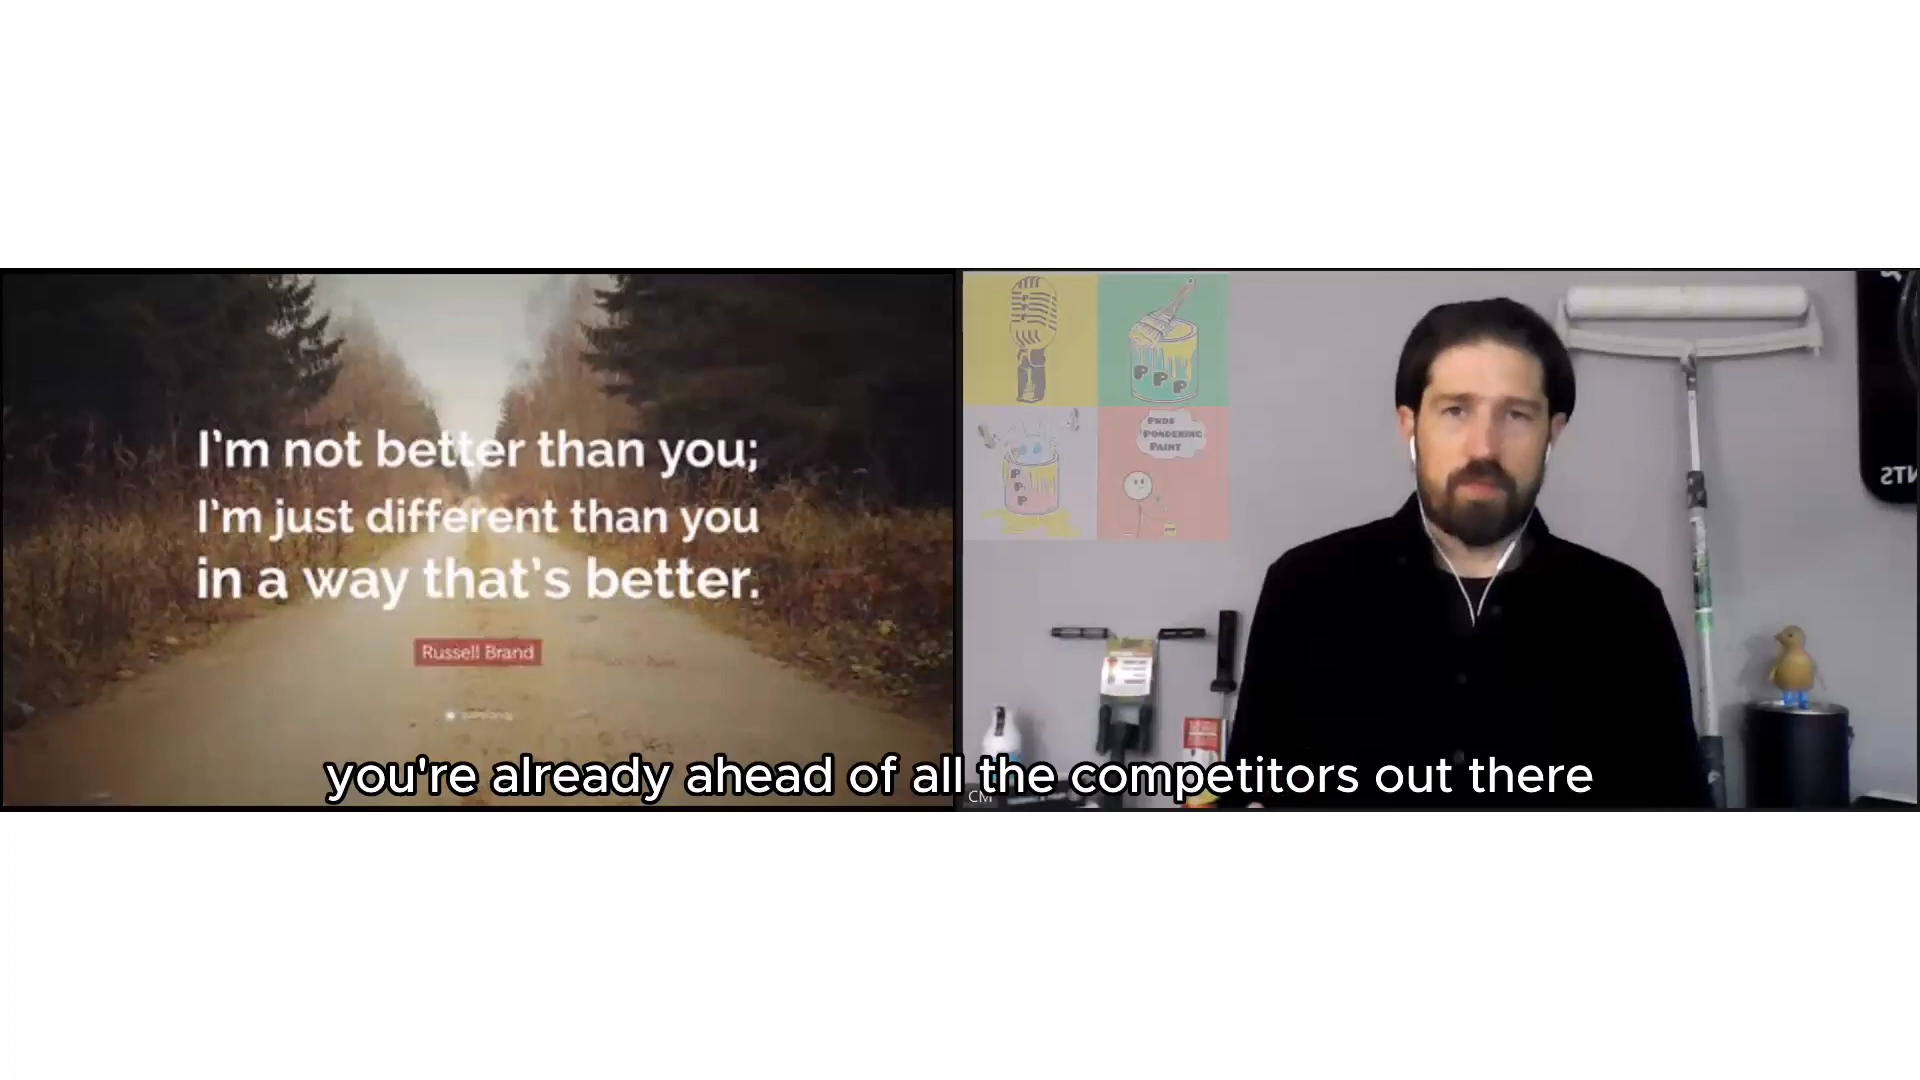 I'm not better than you;
I'm just different than you
in a way that's better.
Russell Brand
P
P
P
P P P
P
P
P
PROS
PONDERING
PAINT
CM
you're already ahead of all the competitors out there